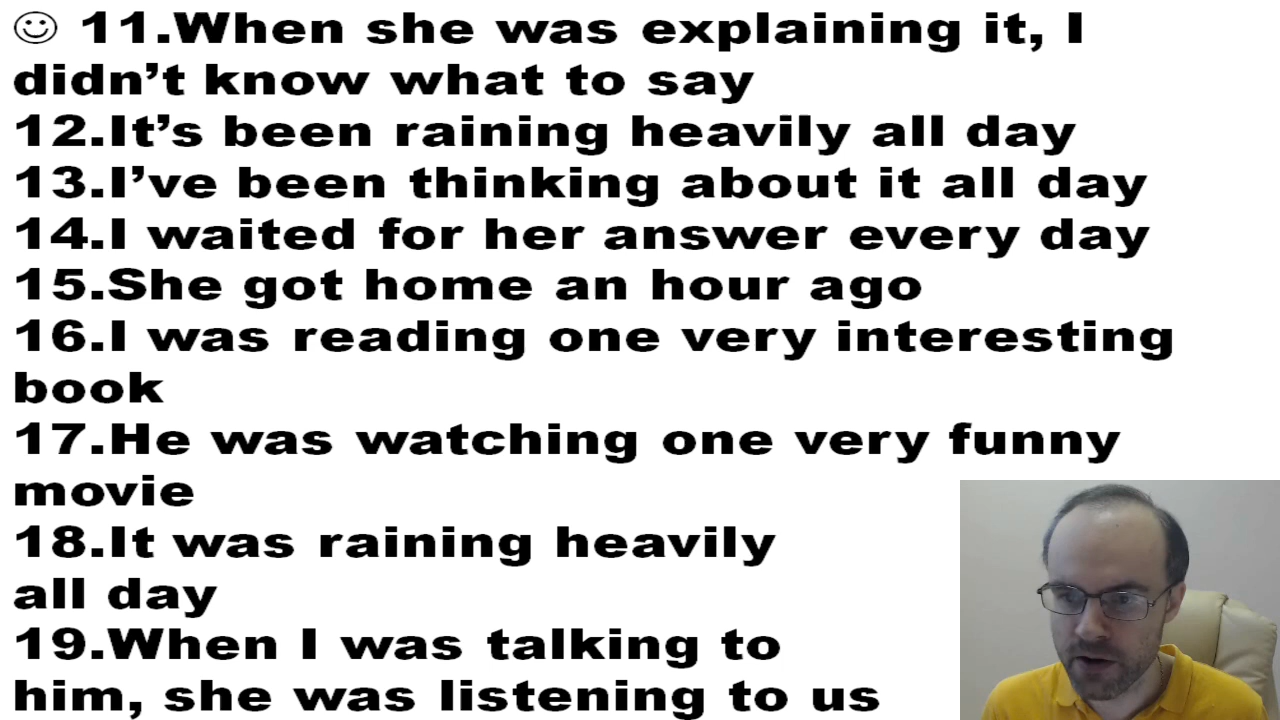 ☺ 11.When she was explaining it, I
didn’t know what to say
12.It’s been raining heavily all day
13.I’ve been thinking about it all day
14.I waited for her answer every day
15.She got home an hour ago
16.I was reading one very interesting
book
17.He was watching one very funny
movie
18.It was raining heavily
all day
19.When I was talking to
him, she was listening to us